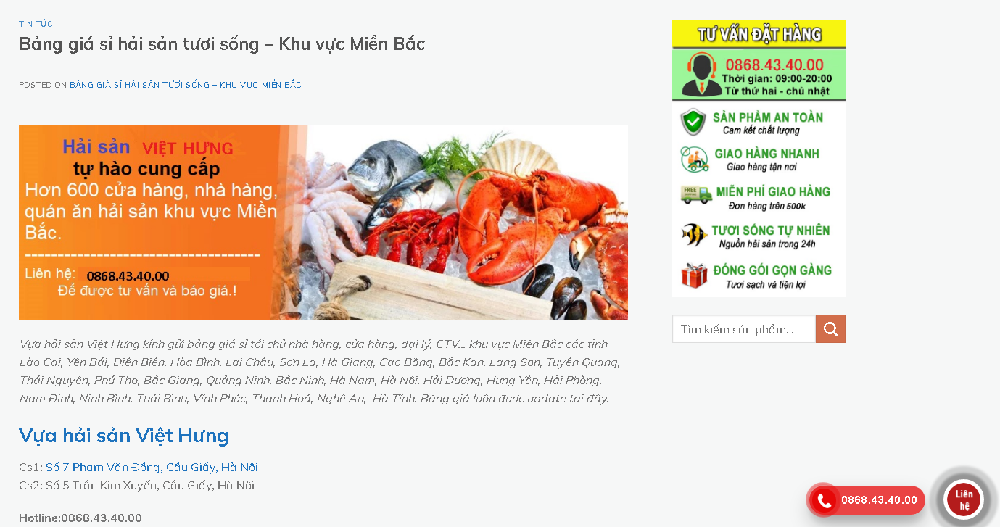 TIN TỨC
Bảng giá sỉ hải sản tươi sống – Khu vực Miền Bắc
POSTED ON BẢNG GIÁ SỈ HẢI SẢN TƯƠI SỐNG – KHU VỰC MIỀN BẮC
Hải sản VIỆT HƯNG
tự hào cung cấp
Hơn 600 cửa hàng, nhà hàng,
quán ăn hải sản khu vực Miền
Bắc.
------------------------------------
Liên hệ: 0868.43.40.00
Để được tư vấn và báo giá.!
Vựa hải sản Việt Hưng kính gửi bảng giá sỉ tới chủ nhà hàng, cửa hàng, đại lý, CTV... khu vực Miền Bắc các tỉnh
Lào Cai, Yên Bái, Điện Biên, Hòa Bình, Lai Châu, Sơn La, Hà Giang, Cao Bằng, Bắc Kạn, Lạng Sơn, Tuyên Quang,
Thái Nguyên, Phú Thọ, Bắc Giang, Quảng Ninh, Bắc Ninh, Hà Nam, Hà Nội, Hải Dương, Hưng Yên, Hải Phòng,
Nam Định, Ninh Bình, Thái Bình, Vĩnh Phúc, Thanh Hoá, Nghệ An, Hà Tĩnh. Bảng giá luôn được update tại đây.
Vựa hải sản Việt Hưng
Cs1: Số 7 Phạm Văn Đồng, Cầu Giấy, Hà Nội
Cs2: Số 5 Trần Kim Xuyến, Cầu Giấy, Hà Nội
Hotline:0868.43.40.00
TƯ VẤN ĐẶT HÀNG
0868.43.40.00
Thời gian: 09:00-20:00
Từ thứ hai - chủ nhật
SẢN PHẨM AN TOÀN
Cam kết chất lượng
GIAO HÀNG NHANH
Giao hàng tận nơi
FREE
MIỄN PHÍ GIAO HÀNG
Đơn hàng trên 500k
TƯƠI SỐNG TỰ NHIÊN
Nguồn hải sản trong 24h
ĐÓNG GÓI GỌN GÀNG
Tươi sạch và tiện lợi
Tìm kiếm sản phẩm...
0868.43.40.00
Liên
hệ